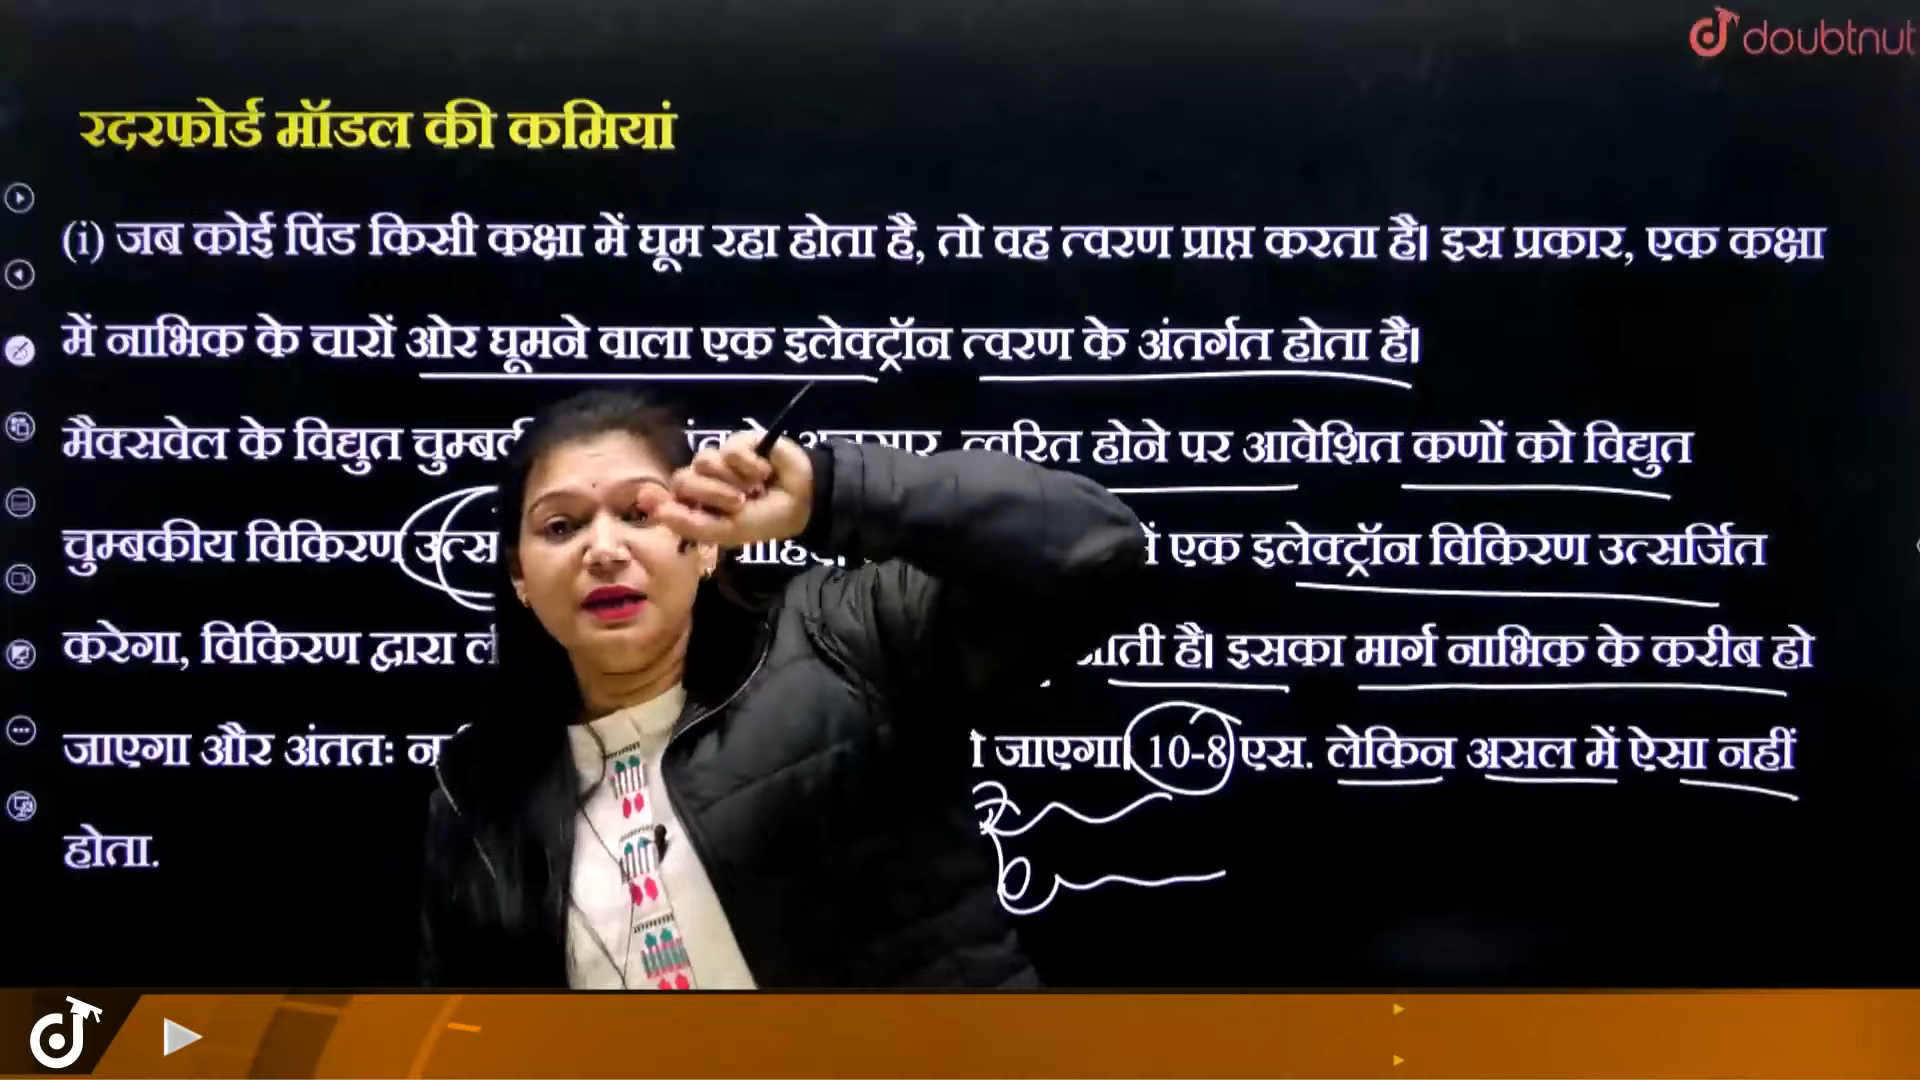 doubtnut
रदरफोर्ड मॉडल की कमियां
(i) जब कोई पिंड किसी कक्षा में घूम रहा होता है, तो वह त्वरण प्राप्त करता है। इस प्रकार, एक कक्षा
में नाभिक के चारों ओर घूमने वाला एक इलेक्ट्रॉन त्वरण के अंतर्गत होता है।
मैक्सवेल के विद्युत होने पर आवेशित कणों को विद्युत
चुम्बकीय विकिरण एक इलेक्ट्रॉन विकिरण उत्सर्जित
करेगा, विकिरण द्वारा है। इसका मार्ग नाभिक के करीब हो
जाएगा और अंततः जाएगा। 10-8 एस. लेकिन असल में ऐसा नहीं
होता.